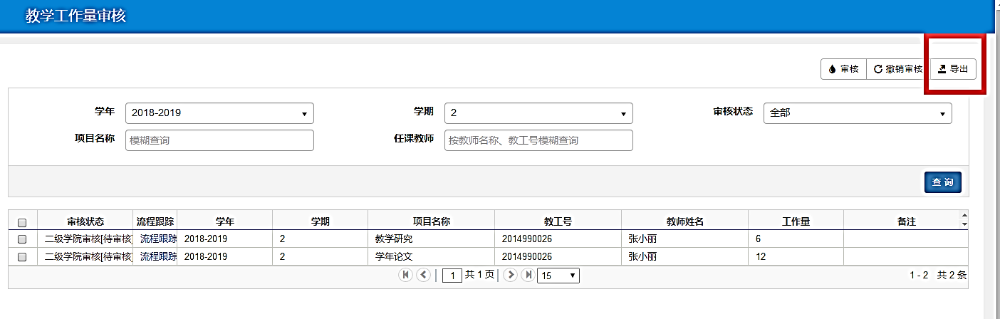 教学工作量审核
审核 撤销审核 导出
学年 2018-2019 学期 2 审核状态 全部
项目名称 模糊查询 任课教师 按教师名称、教工号模糊查询
查 询
审核状态 流程跟踪 学年 学期 项目名称 教工号 教师姓名 工作量 备注
二级学院审核[待审核] 流程跟踪 2018-2019 2 教学研究 2014990026 张小丽 6
二级学院审核[待审核] 流程跟踪 2018-2019 2 学年论文 2014990026 张小丽 12
1 共 1 页 15 1 - 2 共 2 条